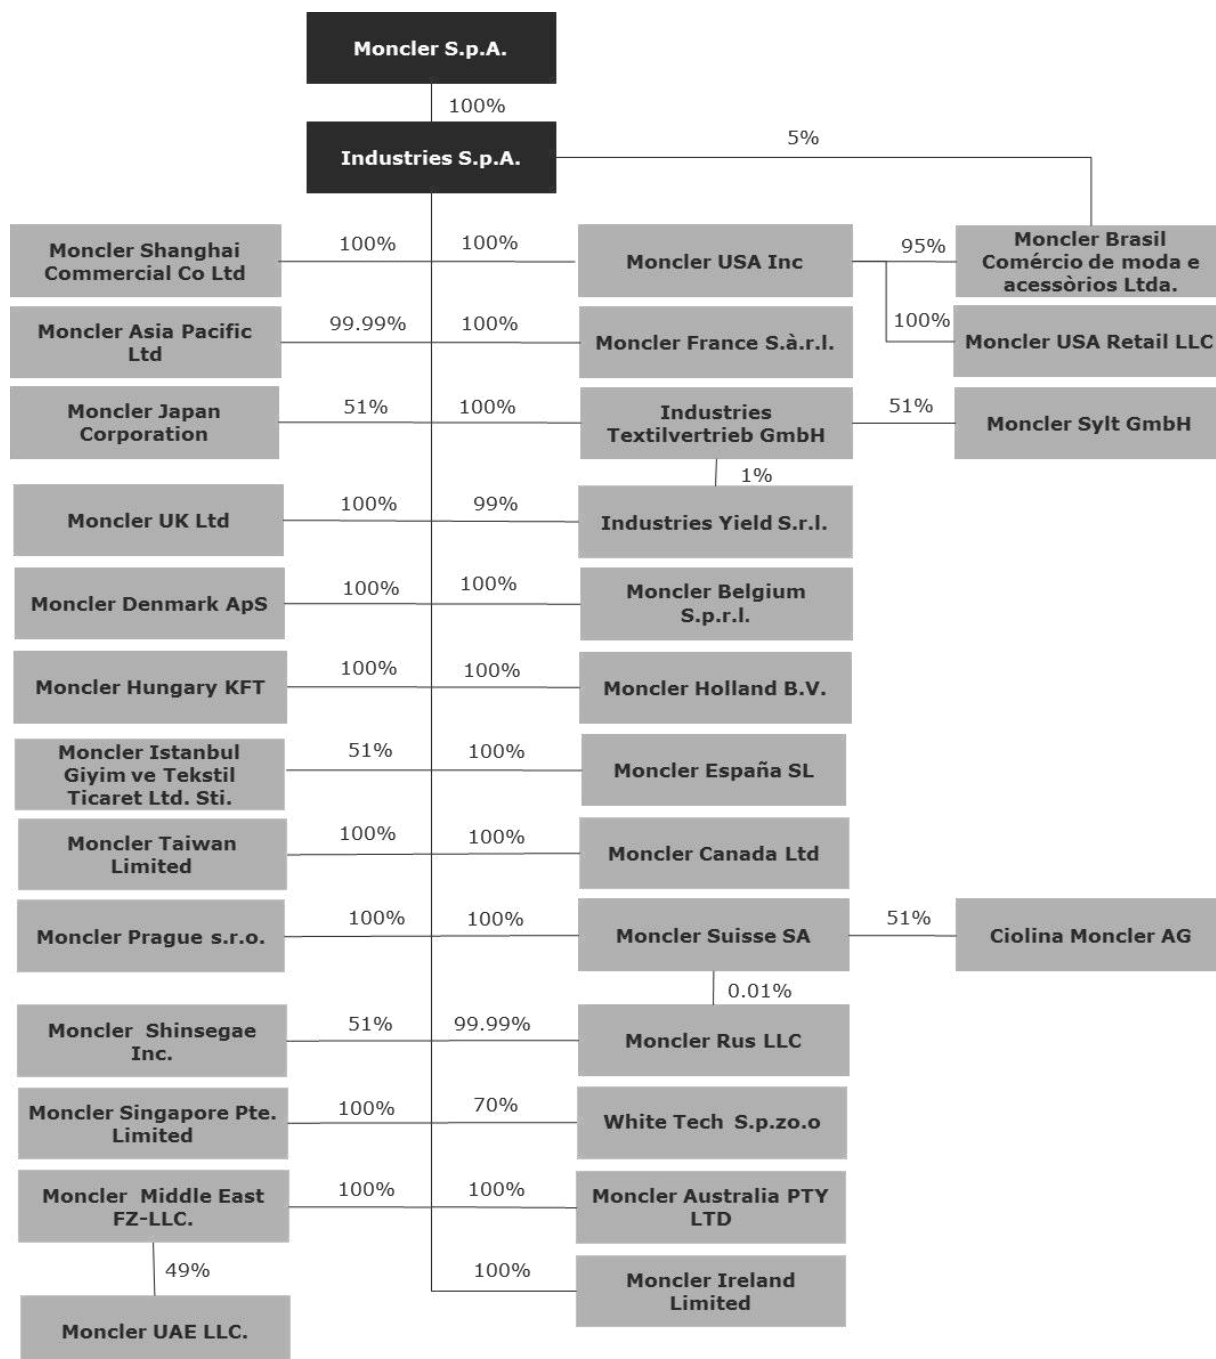 Moncler S.p.A.
100%
Industries S.p.A.
5%
Moncler Shanghai
Commercial Co Ltd
100%
100%
Moncler USA Inc
95%
Moncler Brasil
Comércio de moda e
acessòrios Ltda.
Moncler Asia Pacific
Ltd
99.99%
100%
Moncler France S.à.r.l.
100%
Moncler USA Retail LLC
Moncler Japan
Corporation
51%
100%
Industries
Textilvertrieb GmbH
51%
Moncler Sylt GmbH
1%
Moncler UK Ltd
100%
99%
Industries Yield S.r.l.
Moncler Denmark ApS
100%
100%
Moncler Belgium
S.p.r.l.
Moncler Hungary KFT
100%
100%
Moncler Holland B.V.
Moncler Istanbul
Giyim ve Tekstil
Ticaret Ltd. Sti.
51%
100%
Moncler España SL
Moncler Taiwan
Limited
100%
100%
Moncler Canada Ltd
Moncler Prague s.r.o.
100%
100%
Moncler Suisse SA
51%
Ciolina Moncler AG
0.01%
Moncler Shinsegae
Inc.
51%
99.99%
Moncler Rus LLC
Moncler Singapore Pte.
Limited
100%
70%
White Tech S.p.zo.o
Moncler Middle East
FZ-LLC.
100%
100%
Moncler Australia PTY
LTD
49%
100%
Moncler Ireland
Limited
Moncler UAE LLC.